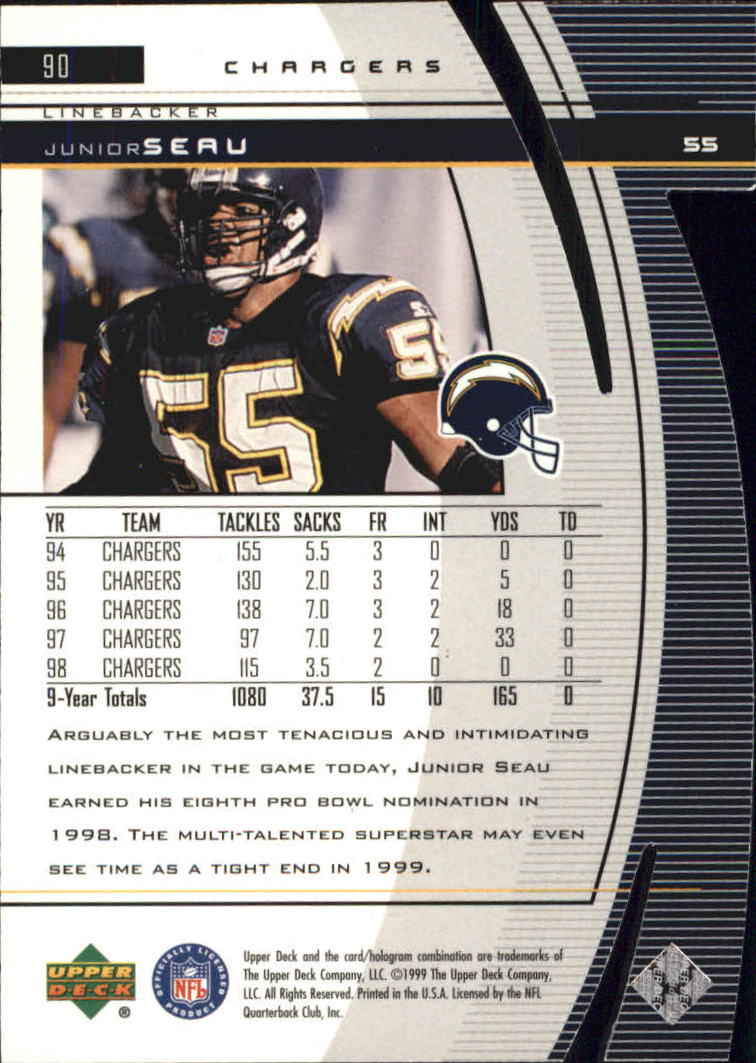 90
CHARGERS
LINEBACKER
JUNIOR SEAU 55
55
55
YR TEAM TACKLES SACKS FR INT YDS TD
94 CHARGERS 155 5.5 3 0 0 0
95 CHARGERS 130 2.0 3 2 5 0
96 CHARGERS 138 7.0 3 2 18 0
97 CHARGERS 97 7.0 2 2 33 0
98 CHARGERS 115 3.5 2 0 0 0
9-Year Totals 1080 37.5 15 10 165 0
ARGUABLY THE MOST TENACIOUS AND INTIMIDATING
LINEBACKER IN THE GAME TODAY, JUNIOR SEAU
EARNED HIS EIGHTH PRO BOWL NOMINATION IN
1998. THE MULTI-TALENTED SUPERSTAR MAY EVEN
SEE TIME AS A TIGHT END IN 1999.
UPPER
DECK
®
OFFICIALLY LICENSED
NFL
PRODUCT
Upper Deck and the card/hologram combination are trademarks of
The Upper Deck Company, LLC. ©1999 The Upper Deck Company,
LLC. All Rights Reserved. Printed in the U.S.A. Licensed by the NFL
Quarterback Club, Inc.